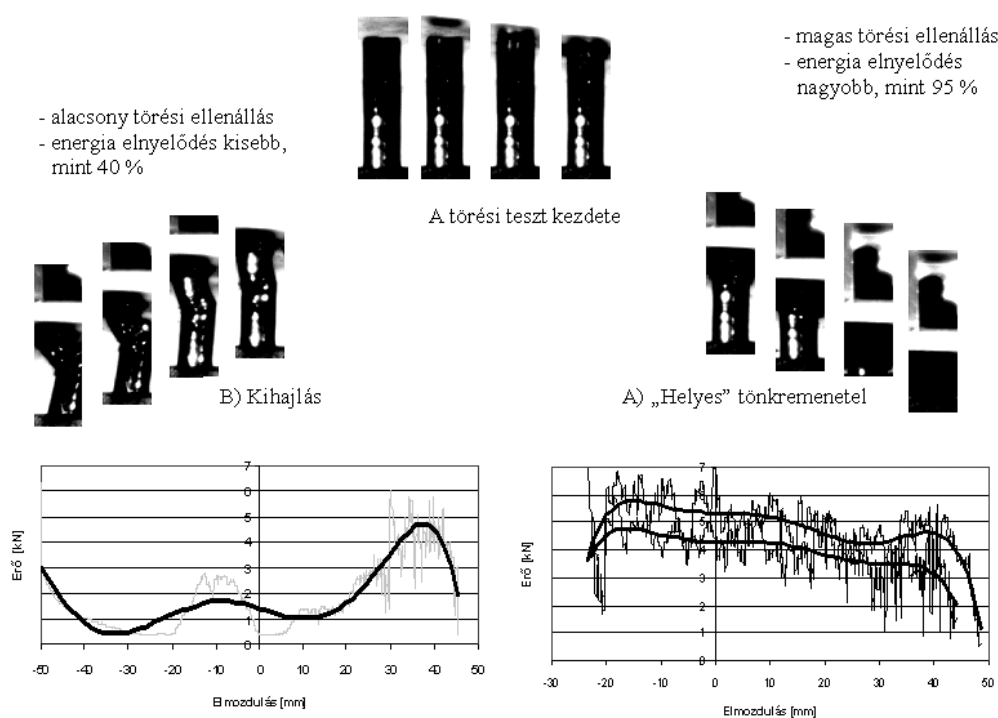 - magas törési ellenállás
- energia elnyelődés
nagyobb, mint 95 %
- alacsony törési ellenállás
- energia elnyelődés kisebb,
mint 40 %
A törési teszt kezdete
B) Kihajlás
A) „Helyes” tönkremenetel
7
6
5
4
3
2
1
0
Erő [kN]
-50 -40 -30 -20 -10 0 10 20 30 40 50
Elmozdulás [mm]
7
6
5
4
3
2
1
0
Erő [kN]
-30 -20 -10 0 10 20 30 40 50
Elmozdulás [mm]